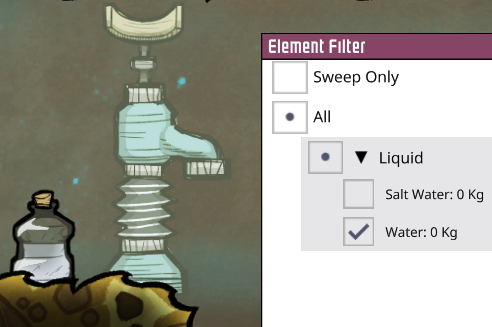 Element Filter
Sweep Only
All
▼ Liquid
Salt Water: 0 Kg
Water: 0 Kg